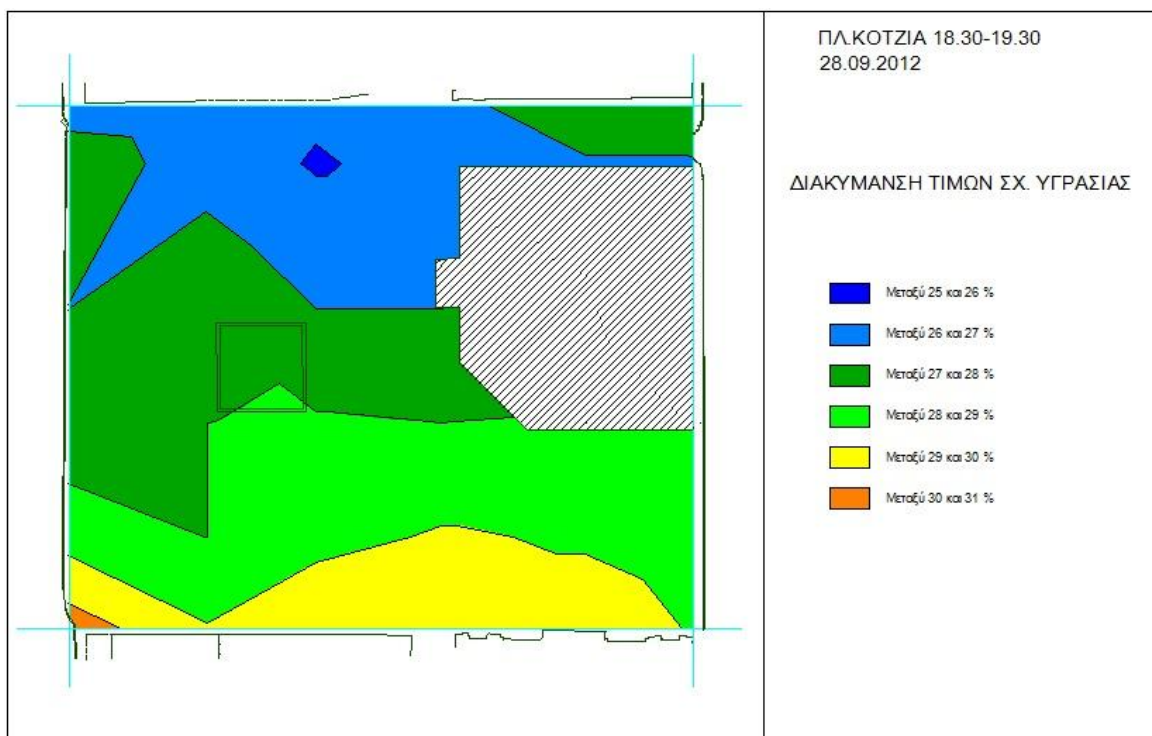 ΠΛ.ΚΟΤΖΙΑ 18.30-19.30
28.09.2012
ΔΙΑΚΥΜΑΝΣΗ ΤΙΜΩΝ ΣΧ. ΥΓΡΑΣΙΑΣ
Μεταξύ 25 και 26 %
Μεταξύ 26 και 27 %
Μεταξύ 27 και 28 %
Μεταξύ 28 και 29 %
Μεταξύ 29 και 30 %
Μεταξύ 30 και 31 %